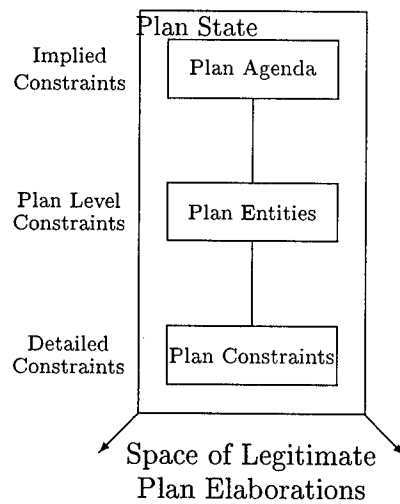 Plan State
Implied
Constraints
Plan Agenda
Plan Level
Constraints
Plan Entities
Detailed
Constraints
Plan Constraints
Space of Legitimate
Plan Elaborations